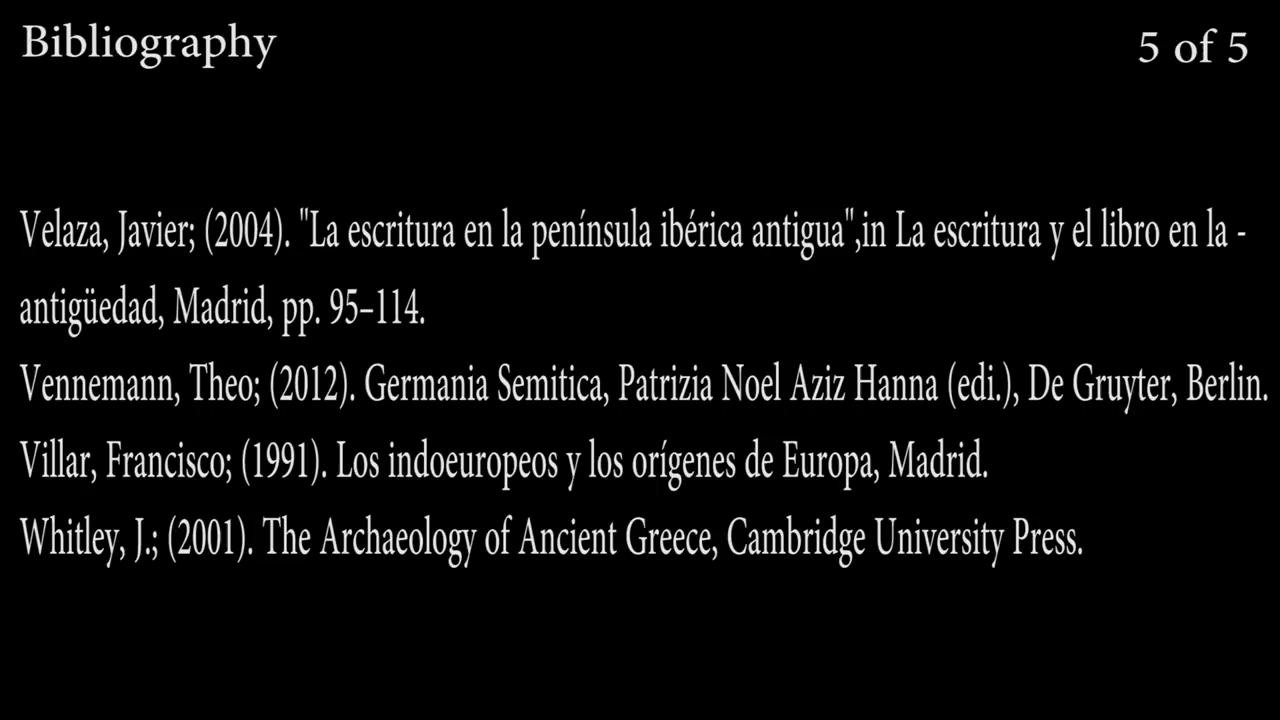 Bibliography
5 of 5
Velaza, Javier; (2004). "La escritura en la península ibérica antigua",in La escritura y el libro en la -
antigüedad, Madrid, pp. 95–114.
Vennemann, Theo; (2012). Germania Semitica, Patrizia Noel Aziz Hanna (edi.), De Gruyter, Berlin.
Villar, Francisco; (1991). Los indoeuropeos y los orígenes de Europa, Madrid.
Whitley, J.; (2001). The Archaeology of Ancient Greece, Cambridge University Press.